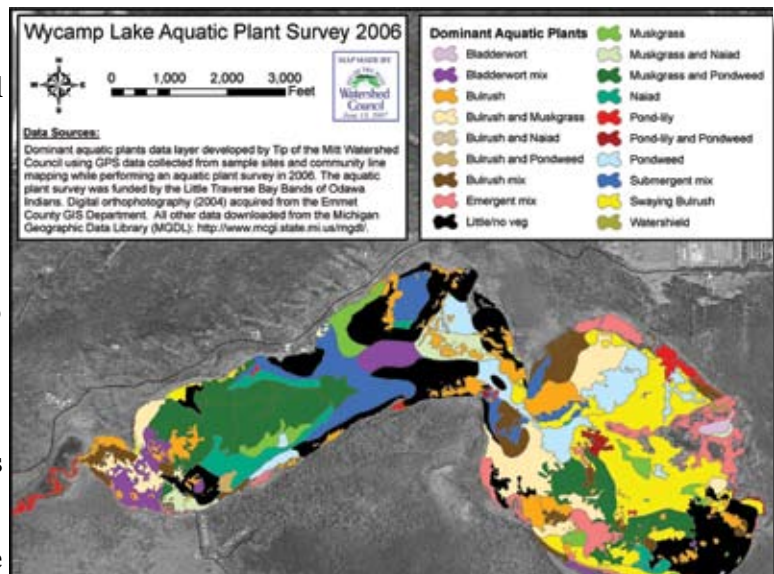 Wycamp Lake Aquatic Plant Survey 2006
0 1,000 2,000 3,000
Feet
MAP MADE BY
Watershed
Council
Data Sources:
Dominant aquatic plants data layer developed by Tip of the Mitt Watershed
Council using GPS data collected from sample sites and community line
mapping while performing an aquatic plant survey in 2006. The aquatic
plant survey was funded by the Little Traverse Bay Bands of Odawa
Indians. Digital orthophotography (2004) acquired from the Emmet
County GIS Department. All other data downloaded from the Michigan
Geographic Data Library (MGDL): http://www.mcgi.state.mi.us/mgdl/.
Dominant Aquatic Plants
Bladderwort
Bladderwort mix
Bulrush
Bulrush and Muskgrass
Bulrush and Naiad
Bulrush and Pondweed
Bulrush mix
Emergent mix
Little/no veg
Muskgrass
Muskgrass and Naiad
Muskgrass and Pondweed
Naiad
Pond-lily
Pond-lily and Pondweed
Pondweed
Submergent mix
Swaying Bulrush
Watershield